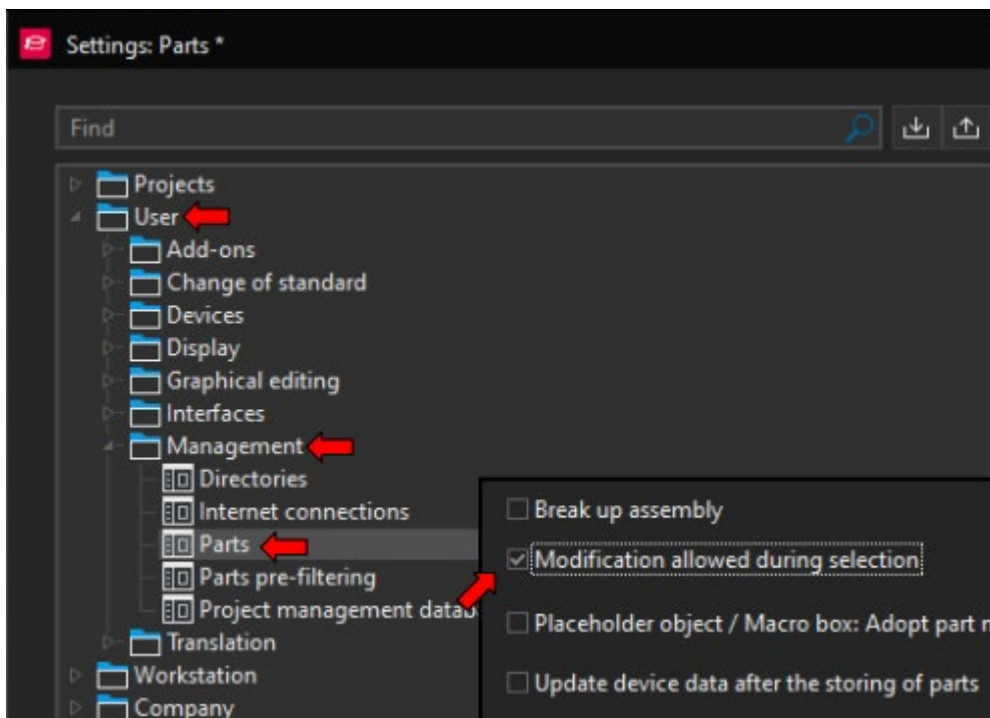 Settings: Parts *
Find
Projects
User
Add-ons
Change of standard
Devices
Display
Graphical editing
Interfaces
Management
Directories
Internet connections
Parts
Parts pre-filtering
Project management datab
Translation
Workstation
Company
Break up assembly
Modification allowed during selection
Placeholder object / Macro box: Adopt part
Update device data after the storing of parts